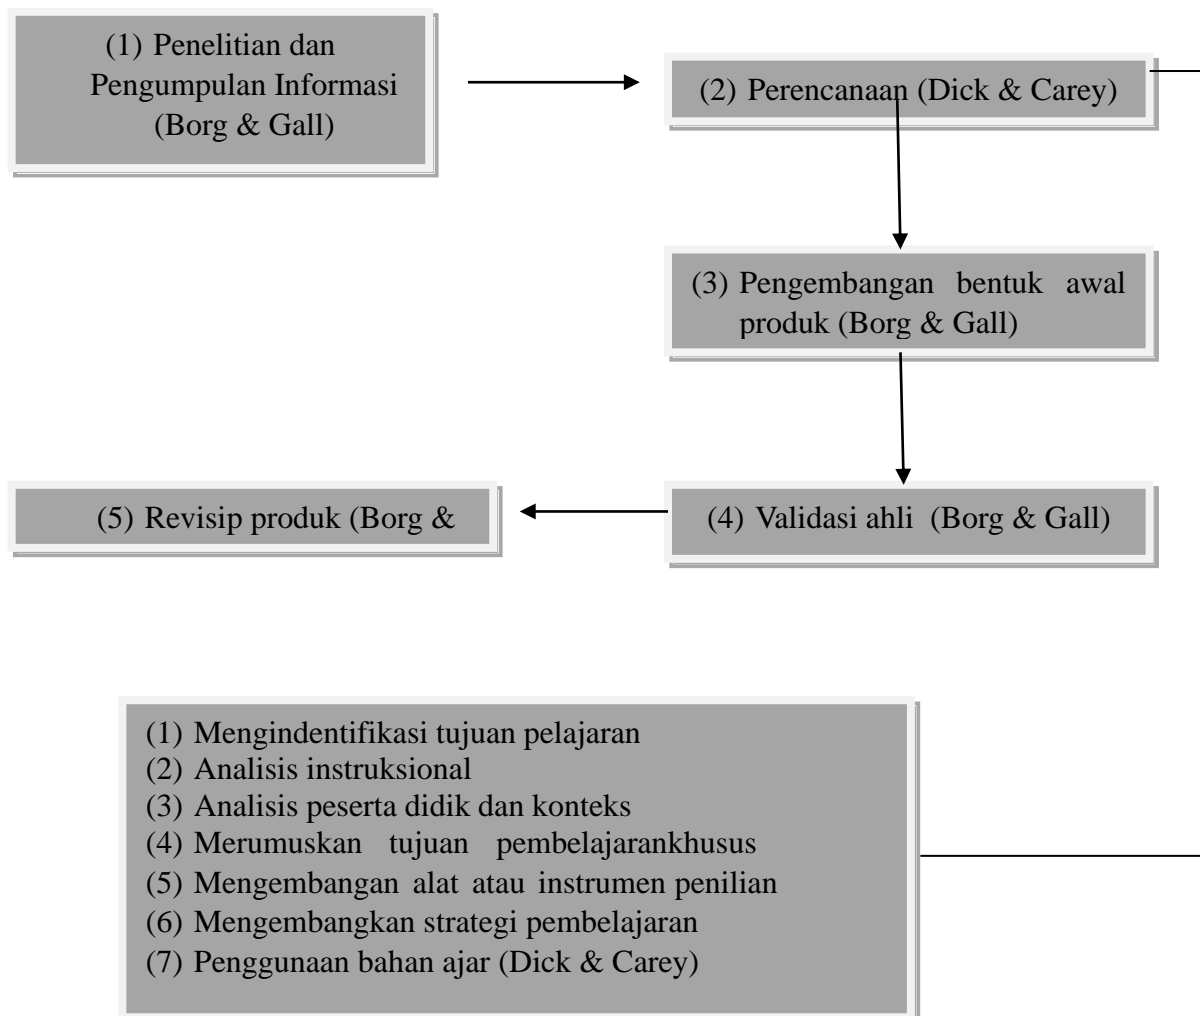 (1) Penelitian dan
Pengumpulan Informasi
(Borg & Gall)
(2) Perencanaan (Dick & Carey)
(3) Pengembangan bentuk awal
produk (Borg & Gall)
(4) Validasi ahli (Borg & Gall)
(5) Revisip produk (Borg &
(1) Mengindentifikasi tujuan pelajaran
(2) Analisis instruksional
(3) Analisis peserta didik dan konteks
(4) Merumuskan tujuan pembelajarankhusus
(5) Mengembangan alat atau instrumen penilian
(6) Mengembangkan strategi pembelajaran
(7) Penggunaan bahan ajar (Dick & Carey)